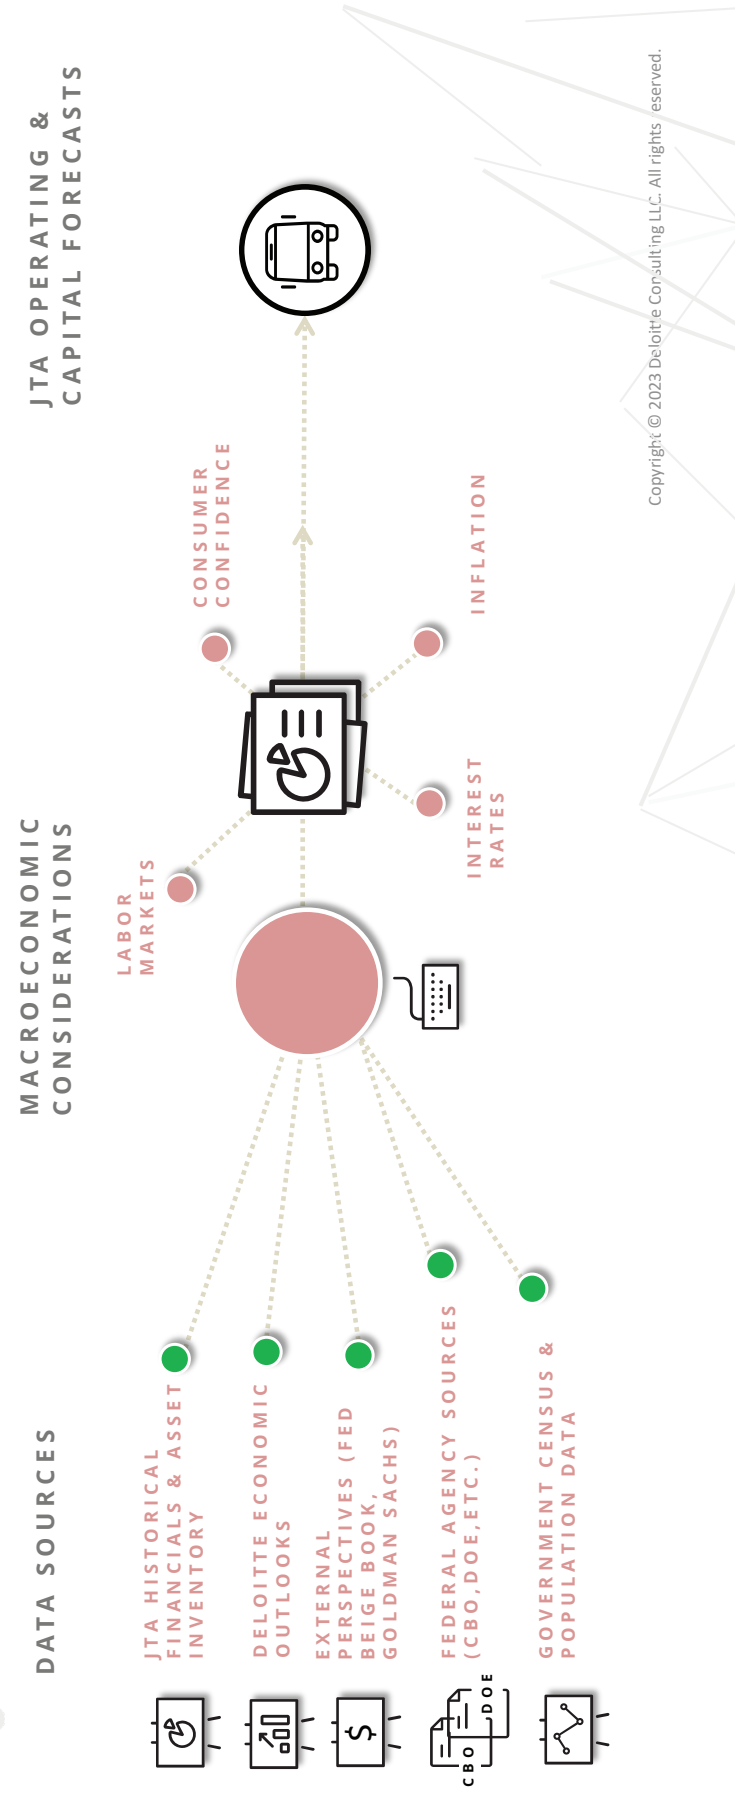 DATA SOURCES
JTA HISTORICAL
FINANCIALS & ASSET
INVENTORY
DELOITTE ECONOMIC
OUTLOOKS
EXTERNAL
PERSPECTIVES (FED
BEIGE BOOK,
GOLDMAN SACHS)
CBO
DOE
FEDERAL AGENCY SOURCES
(CBO,DOE,ETC.)
GOVERNMENT CENSUS &
POPULATION DATA
$
MACROECONOMIC
CONSIDERATIONS
LABOR
MARKETS
CONSUMER
CONFIDENCE
INTEREST
RATES
INFLATION
JTA OPERATING &
CAPITAL FORECASTS
Copyright © 2023 Deloitte Consulting LLC. All rights reserved.